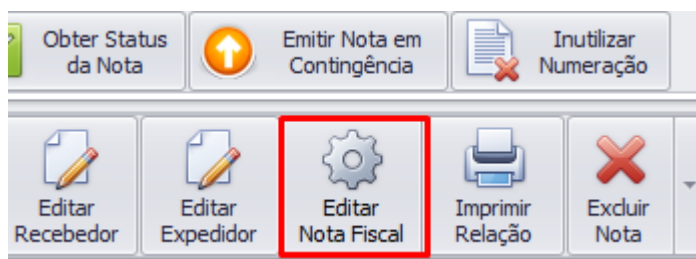 Obter Status
da Nota
Emitir Nota em
Contingência
Inutilizar
Numeração
Editar
Recebedor
Editar
Expedidor
Editar
Nota Fiscal
Imprimir
Relação
Excluir
Nota